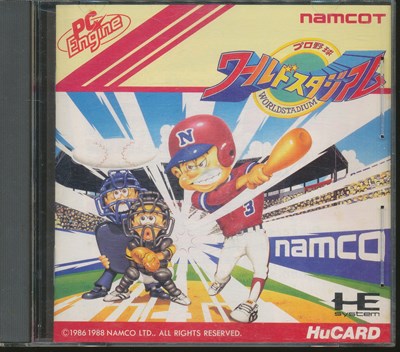 PC
Engine
namcoT
プロ野球
ワールドスタジアム
WORLDSTADIUM
N
3
namco
HE
system
©1986 1988 NAMCO LTD., ALL RIGHTS RESERVED.
HuCARD